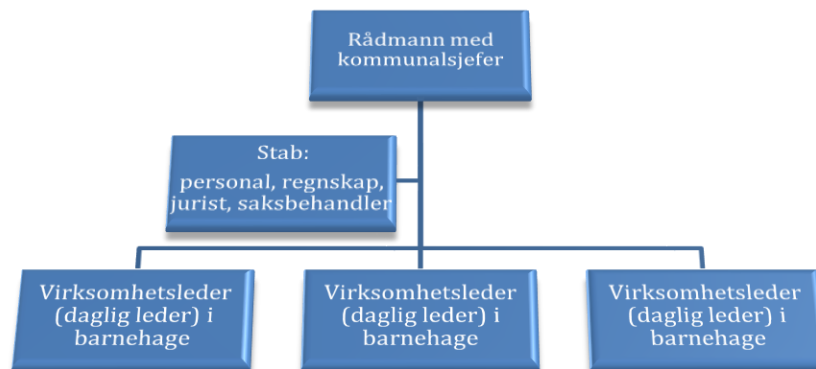 Rådmann med
kommunalsjefer
Stab:
personal, regnskap,
jurist, saksbehandler
Virksomhetsleder
(daglig leder) i
barnehage
Virksomhetsleder
(daglig leder) i
barnehage
Virksomhetsleder
(daglig leder) i
barnehage